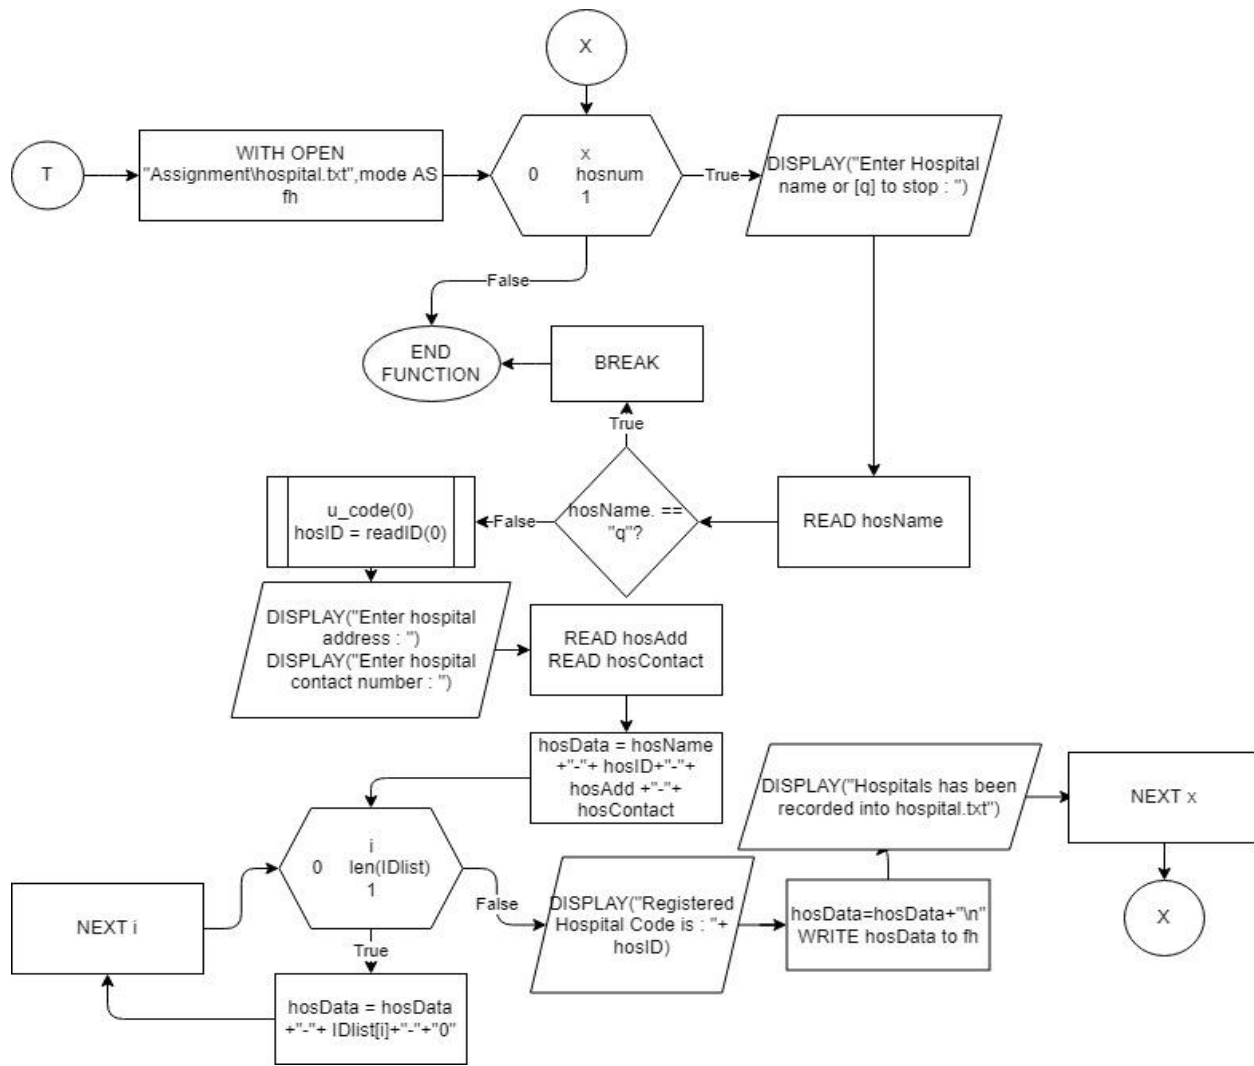 X
T
WITH OPEN
"Assignment\hospital.txt",mode AS
fh
x
0 hosnum
1
True
DISPLAY("Enter Hospital
name or [q] to stop : ")
False
END
FUNCTION
BREAK
True
hosName. ==
"q"?
READ hosName
False
u_code(0)
hosID = readID(0)
DISPLAY("Enter hospital
address : ")
DISPLAY("Enter hospital
contact number : ")
READ hosAdd
READ hosContact
hosData = hosName
+"-"+ hosID+"-"+
hosAdd +"-"+
hosContact
i
0 len(IDlist)
1
True
hosData = hosData
+"-"+ IDlist[i]+"-"+"0"
NEXT i
False
DISPLAY("Registered
Hospital Code is : "+
hosID)
hosData=hosData+"\n"
WRITE hosData to fh
DISPLAY("Hospitals has been
recorded into hospital.txt")
NEXT x
X